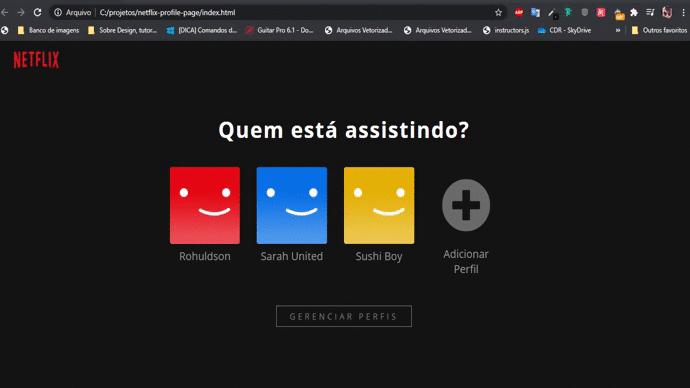 Arquivo | C:/projetos/netflix-profile-page/index.html
Banco de imagens
Sobre Design, tutor...
[DICA] Comandos d...
Guitar Pro 6.1 - Do...
Arquivos Vetorizad...
Arquivos Vetorizad...
instructors.js
CDR - SkyDrive
»
Outros favoritos
NETFLIX
Quem está assistindo?
Rohuldson
Sarah United
Sushi Boy
Adicionar
Perfil
GERENCIAR PERFIS